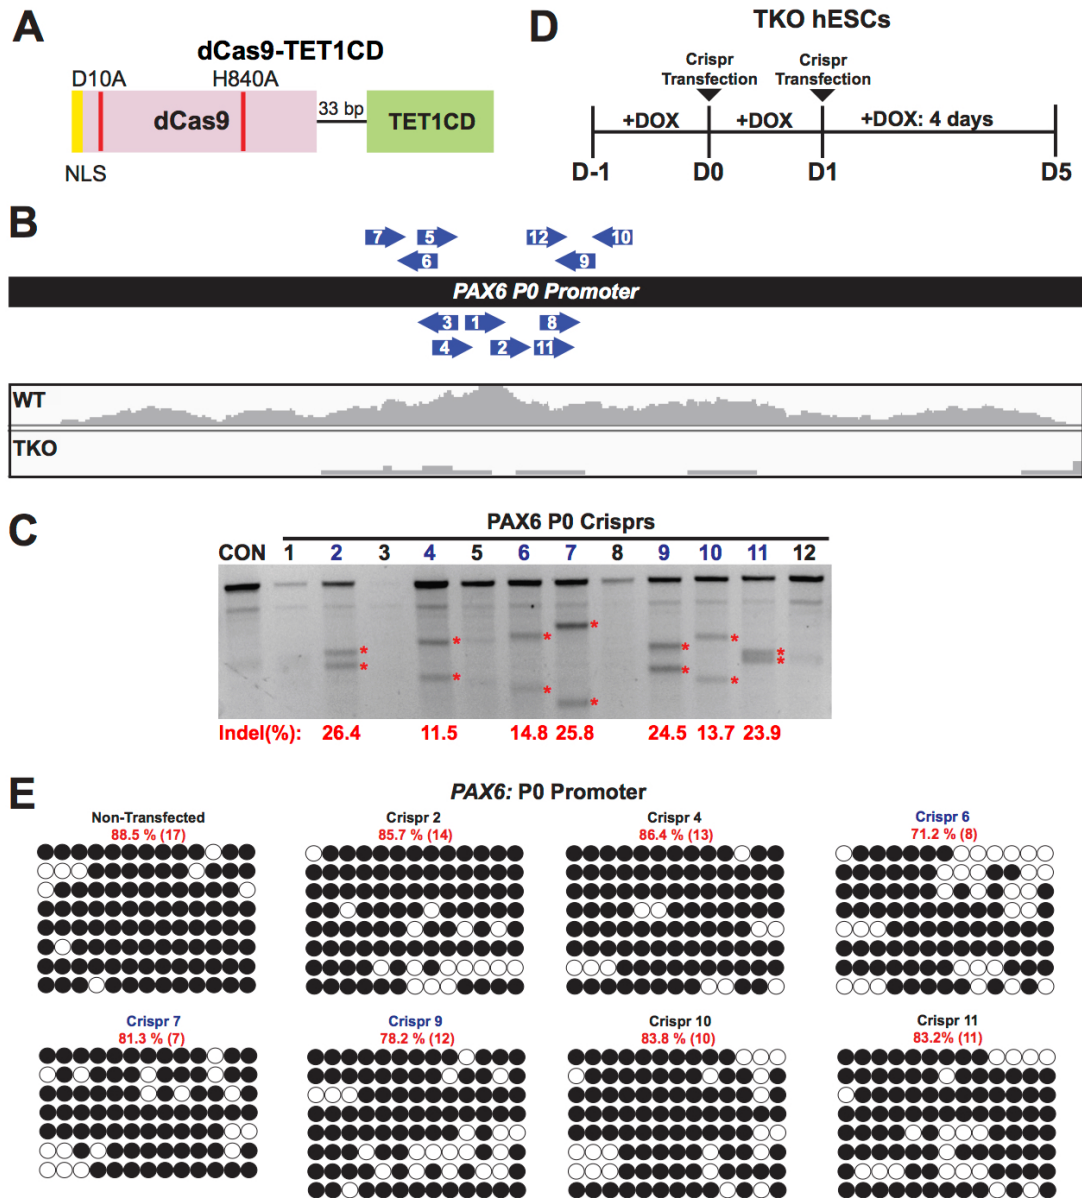 A
dCas9-TET1CD
D10A
H840A
dCas9
33 bp
TET1CD
NLS
D
TKO hESCs
Crispr
Transfection
Crispr
Transfection
+DOX
+DOX
+DOX: 4 days
D-1
D0
D1
D5
B
7
5
12
10
6
9
PAX6 P0 Promoter
3
1
8
4
2
11
WT
TKO
C
PAX6 P0 Crisprs
CON 1 2 3 4 5 6 7 8 9 10 11 12
* * * * * * * * * * * * * *
Indel(%): 26.4 11.5 14.8 25.8 24.5 13.7 23.9
E
PAX6: P0 Promoter
Non-Transfected
88.5 % (17)
Crispr 2
85.7 % (14)
Crispr 4
86.4 % (13)
Crispr 6
71.2 % (8)
Crispr 7
81.3 % (7)
Crispr 9
78.2 % (12)
Crispr 10
83.8 % (10)
Crispr 11
83.2% (11)